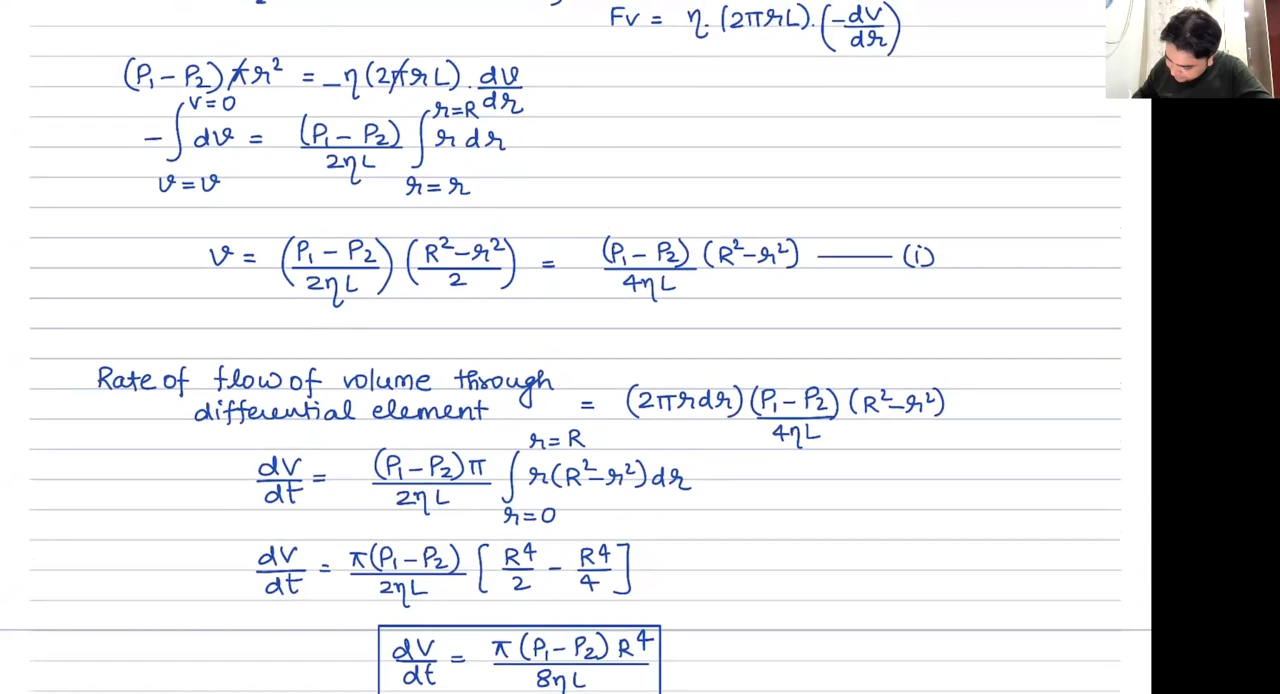 Fv = η. (2πrL). (-dV/dr)
(P₁ - P₂) πr² = -η (2πrL) . dv/dr
-∫_{v=v}^{v=0} dv = (P₁ - P₂)/2ηL ∫_{r=r}^{r=R} r dr
v = (P₁ - P₂/2ηL) (R² - r²/2) = (P₁ - P₂)/4ηL (R² - r²) —— (i)
Rate of flow of volume through
differential element = (2πrdr) (P₁ - P₂)/4ηL (R² - r²)
dV/dt = (P₁ - P₂)π/2ηL ∫_{r=0}^{r=R} r(R² - r²)dr
dV/dt = π(P₁ - P₂)/2ηL [R⁴/2 - R⁴/4]
dV/dt = π(P₁ - P₂) R⁴/8ηL